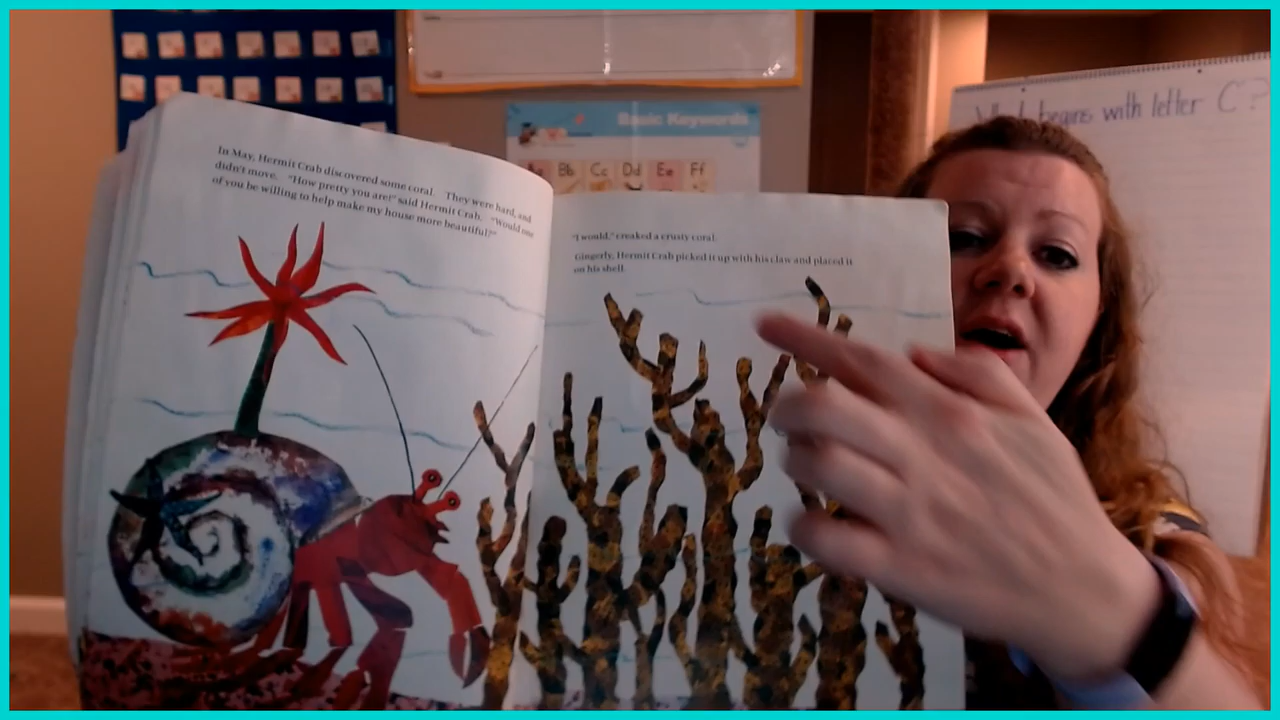 Basic Keywords
Bb Cc Dd Ee Ff
begins with letter C?
In May, Hermit Crab discovered some coral. They were hard, and
didn't move. "How pretty you are!" said Hermit Crab. "Would one
of you be willing to help make my house more beautiful?"
"I would," creaked a crusty coral.
Gingerly, Hermit Crab picked it up with his claw and placed it
on his shell.